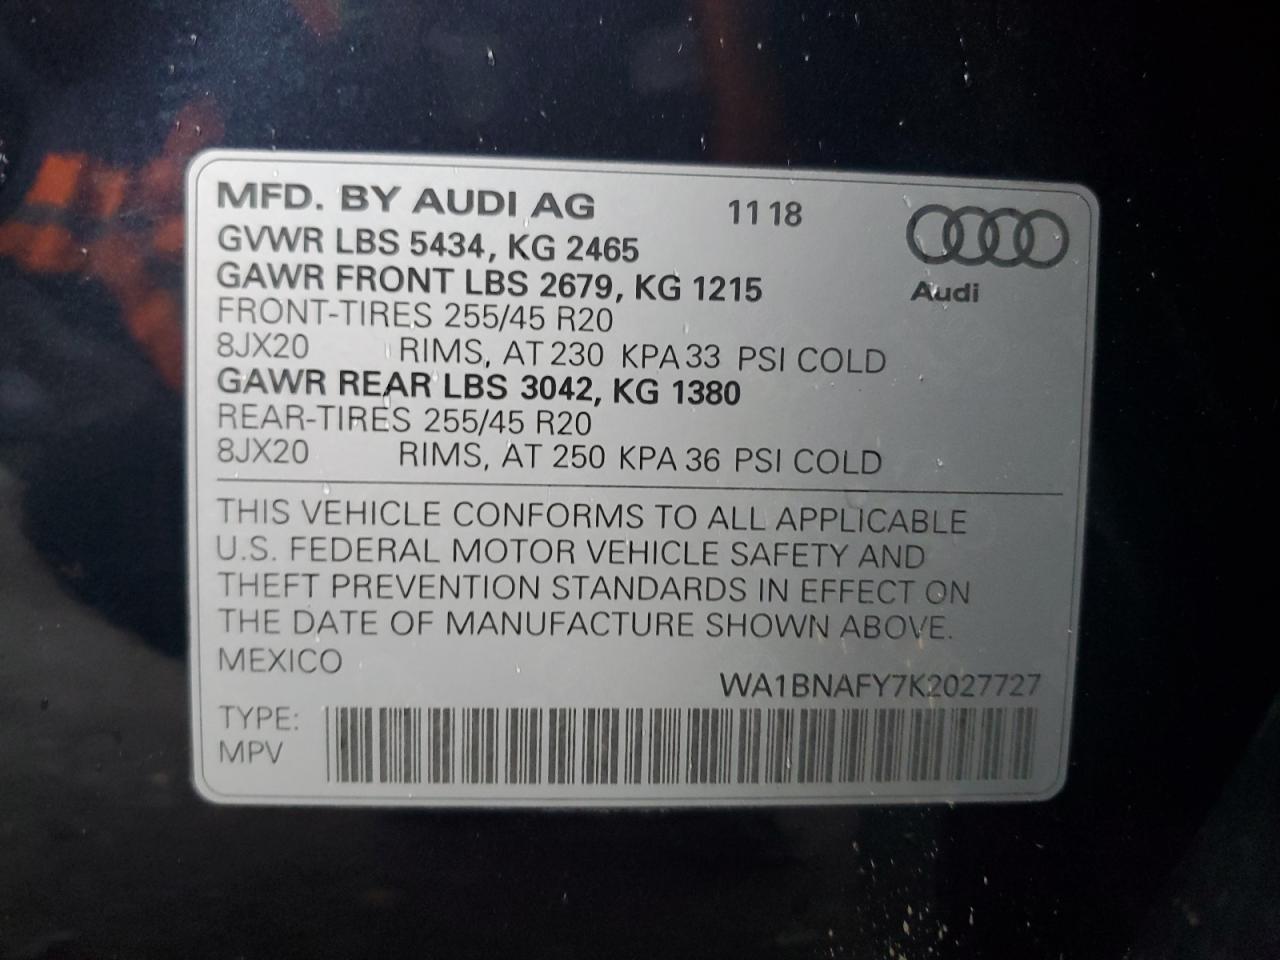 MFD. BY AUDI AG 11 18
GVWR LBS 5434, KG 2465
GAWR FRONT LBS 2679, KG 1215
Audi
FRONT-TIRES 255/45 R20
8JX20 RIMS, AT 230 KPA 33 PSI COLD
GAWR REAR LBS 3042, KG 1380
REAR-TIRES 255/45 R20
8JX20 RIMS, AT 250 KPA 36 PSI COLD
THIS VEHICLE CONFORMS TO ALL APPLICABLE
U.S. FEDERAL MOTOR VEHICLE SAFETY AND
THEFT PREVENTION STANDARDS IN EFFECT ON
THE DATE OF MANUFACTURE SHOWN ABOVE.
MEXICO
WA1BNAFY7K2027727
TYPE:
MPV